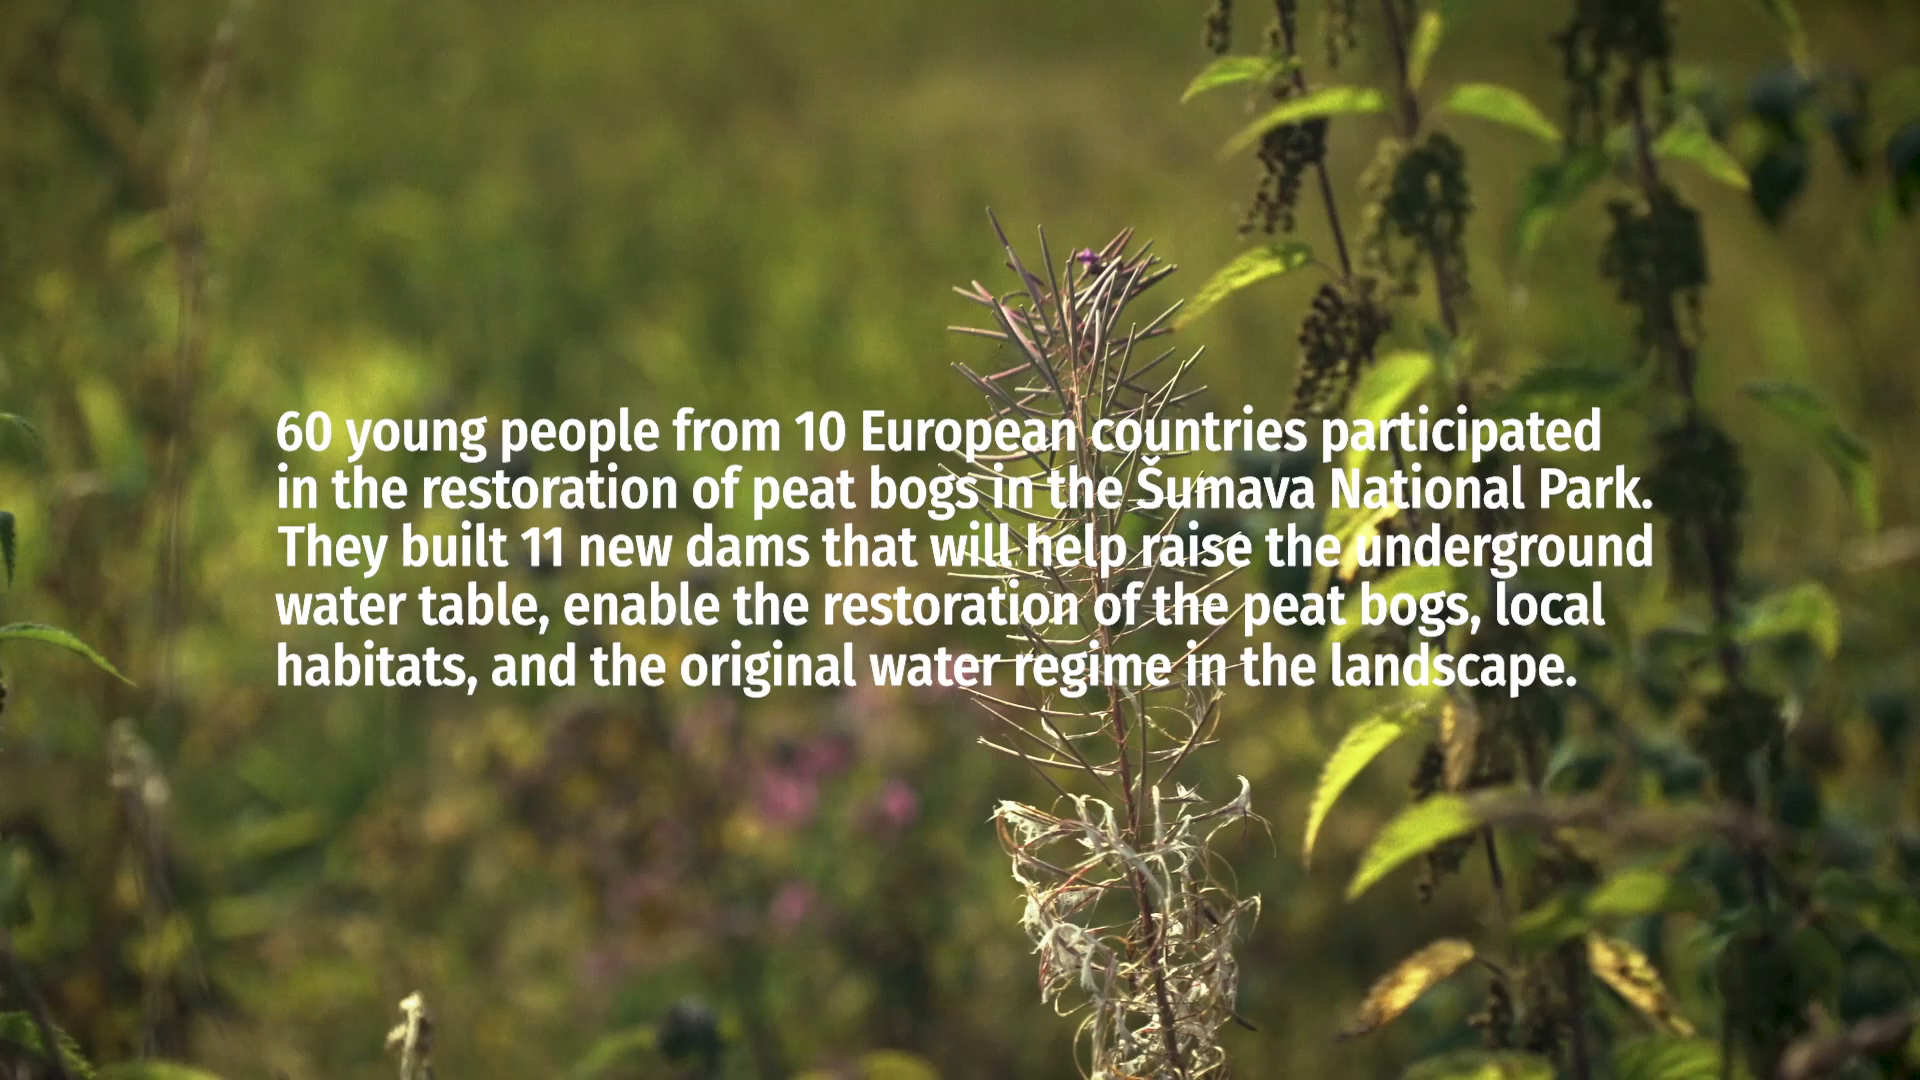 60 young people from 10 European countries participated
in the restoration of peat bogs in the Šumava National Park.
They built 11 new dams that will help raise the underground
water table, enable the restoration of the peat bogs, local
habitats, and the original water regime in the landscape.